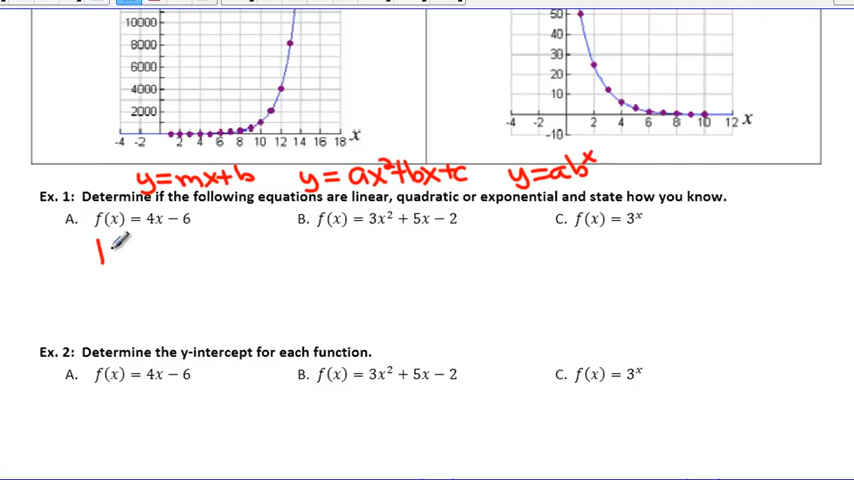 10000
8000
6000
4000
2000
-4 -2 2 4 6 8 10 12 14 16 18 x
50
40
30
20
10
-10
-4 -2 2 4 6 8 10 12 x
y=mx+b y=ax²+bx+c y=abˣ
Ex. 1: Determine if the following equations are linear, quadratic or exponential and state how you know.
A. f(x) = 4x − 6 B. f(x) = 3x² + 5x − 2 C. f(x) = 3ˣ
Ex. 2: Determine the y-intercept for each function.
A. f(x) = 4x − 6 B. f(x) = 3x² + 5x − 2 C. f(x) = 3ˣ